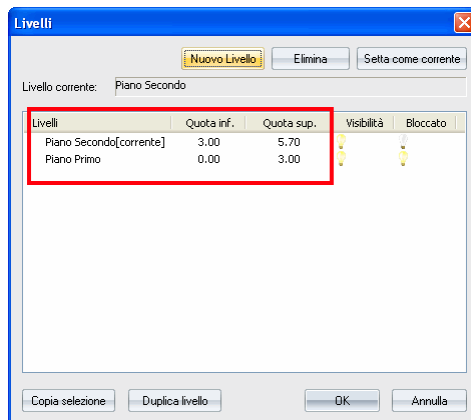 Livelli
Nuovo Livello Elimina Setta come corrente
Livello corrente: Piano Secondo
Livelli Quota inf. Quota sup. Visibilità Bloccato
Piano Secondo[corrente] 3.00 5.70
Piano Primo 0.00 3.00
Copia selezione Duplica livello OK Annulla